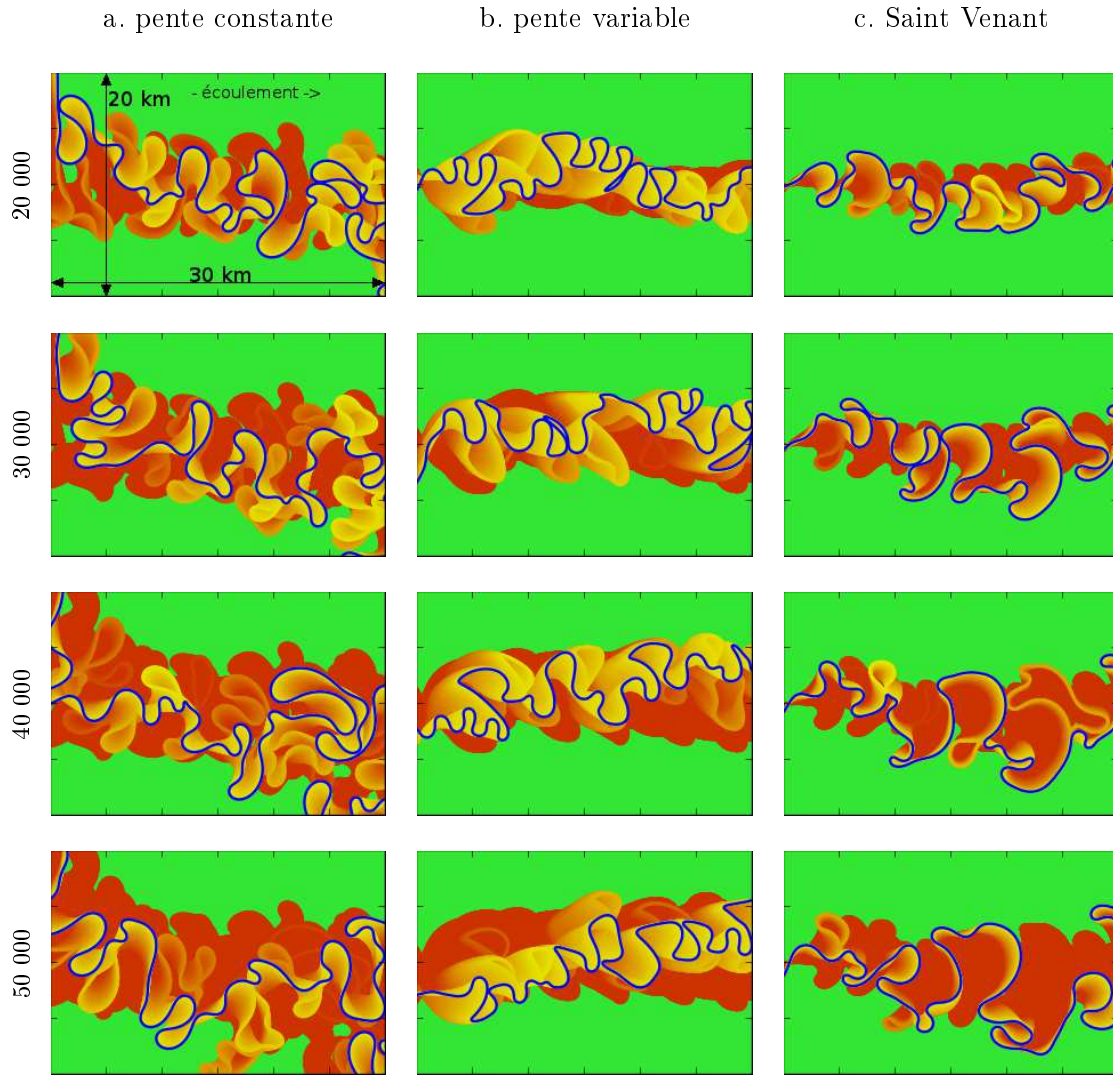 a. pente constante
b. pente variable
c. Saint Venant
20 km
- écoulement ->
30 km
20 000
30 000
40 000
50 000